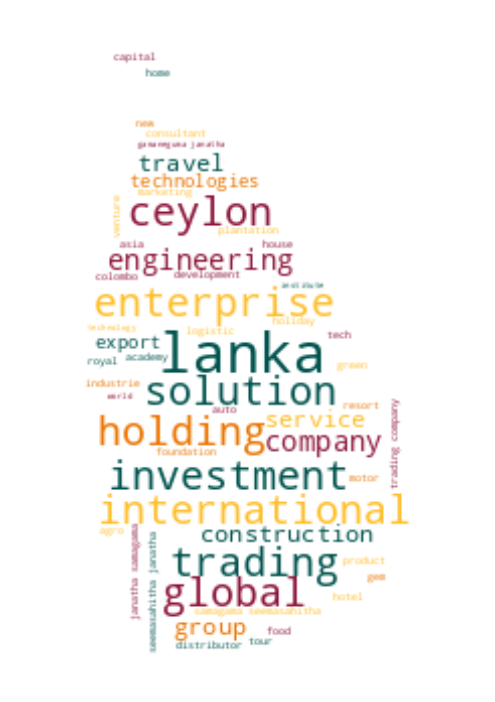 capital
home
new
consultant
gamaneguna janatha
travel
technologies
marketing
venture
ceylon
plantation
asia
house
engineering
colombo
development
institute
enterprise
holiday
technology
logistic
tech
export
lanka
royal
academy
green
industrie
solution
world
auto
resort
trading company
holding
service
company
foundation
investment
motor
international
agro
janatha samagama
seemasahitha janatha
construction
trading
product
gem
global
hotel
samagama seemasahitha
group
food
distributor
tour